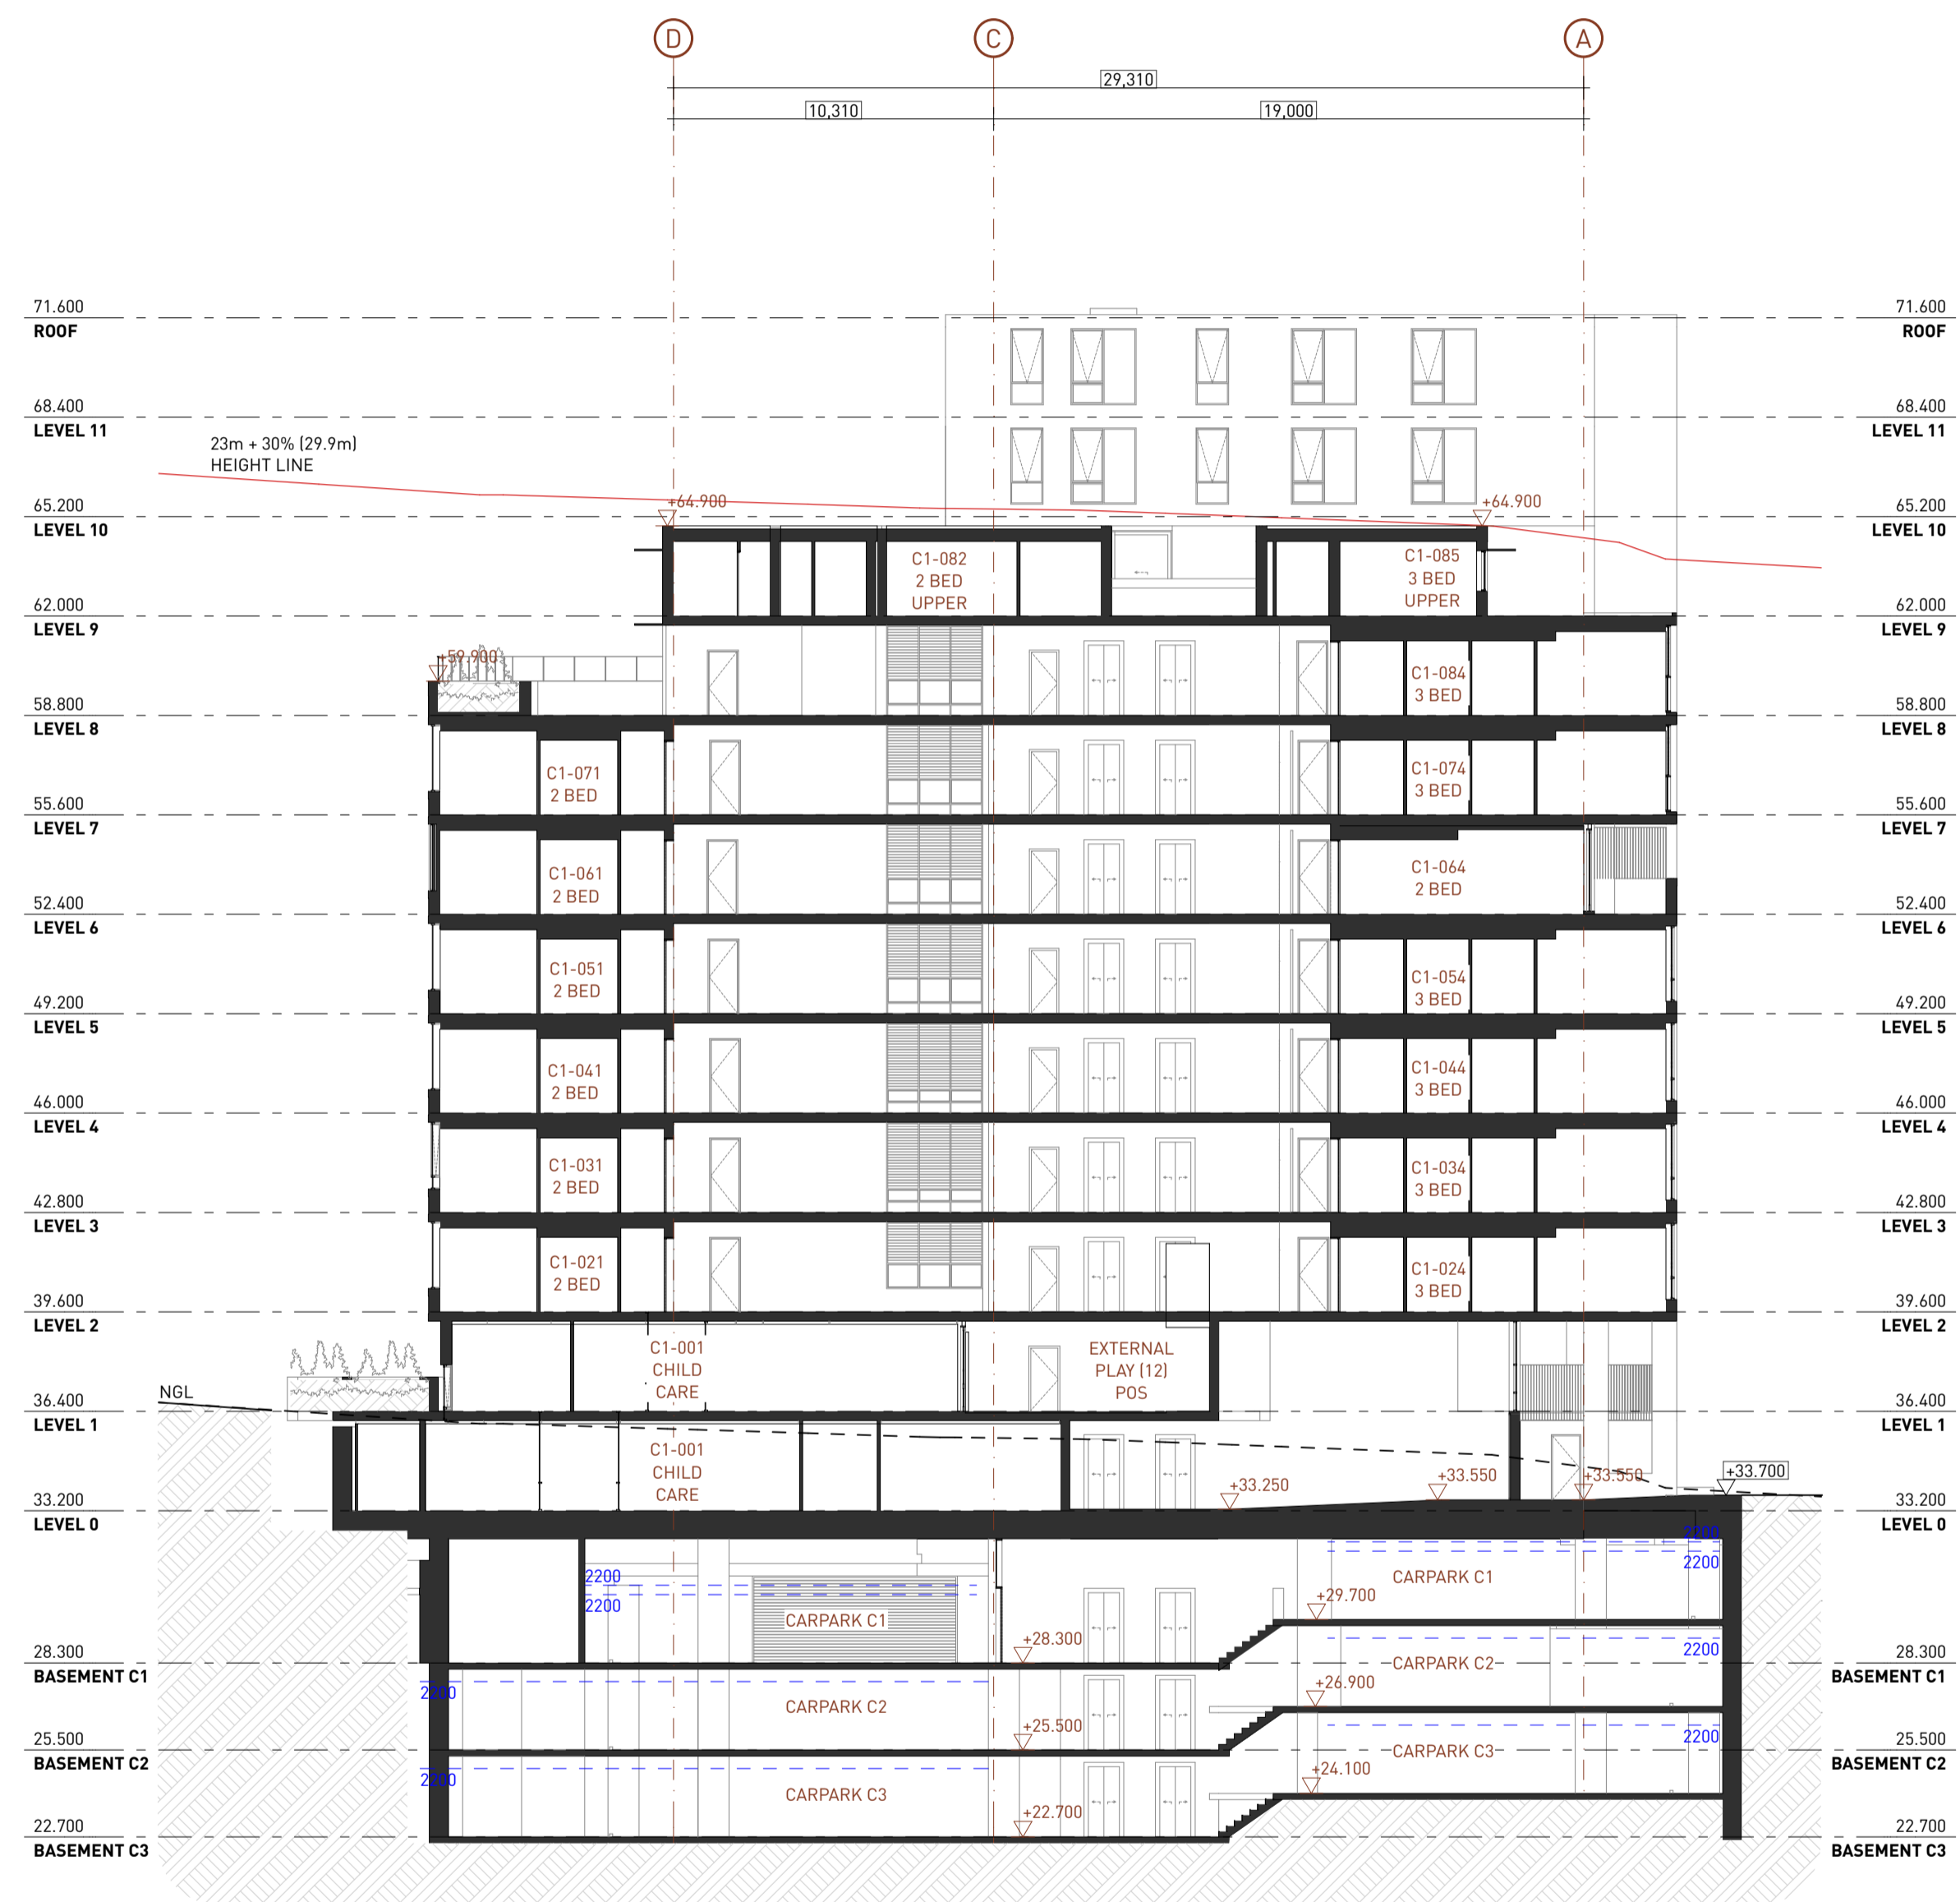 D
C
A
29,310
10,310
19,000
71.600
ROOF
71.600
ROOF
68.400
LEVEL 11
68.400
LEVEL 11
23m + 30% (29.9m)
HEIGHT LINE
65.200
LEVEL 10
+64.900
+64.900
65.200
LEVEL 10
C1-082
2 BED
UPPER
C1-085
3 BED
UPPER
62.000
LEVEL 9
62.000
LEVEL 9
+59.900
C1-084
3 BED
58.800
LEVEL 8
58.800
LEVEL 8
C1-071
2 BED
C1-074
3 BED
55.600
LEVEL 7
55.600
LEVEL 7
C1-061
2 BED
C1-064
2 BED
52.400
LEVEL 6
52.400
LEVEL 6
C1-051
2 BED
C1-054
3 BED
49.200
LEVEL 5
49.200
LEVEL 5
C1-041
2 BED
C1-044
3 BED
46.000
LEVEL 4
46.000
LEVEL 4
C1-031
2 BED
C1-034
3 BED
42.800
LEVEL 3
42.800
LEVEL 3
C1-021
2 BED
C1-024
3 BED
39.600
LEVEL 2
39.600
LEVEL 2
C1-001
CHILD
CARE
EXTERNAL
PLAY (12)
POS
NGL
36.400
LEVEL 1
36.400
LEVEL 1
C1-001
CHILD
CARE
+33.250
+33.550
+33.550
+33.700
33.200
LEVEL 0
33.200
LEVEL 0
2200
2200
2200
2200
CARPARK C1
CARPARK C1
+29.700
+28.300
28.300
BASEMENT C1
28.300
BASEMENT C1
2200
CARPARK C2
2200
CARPARK C2
+26.900
+25.500
25.500
BASEMENT C2
25.500
BASEMENT C2
2200
CARPARK C3
2200
CARPARK C3
+24.100
+22.700
22.700
BASEMENT C3
22.700
BASEMENT C3